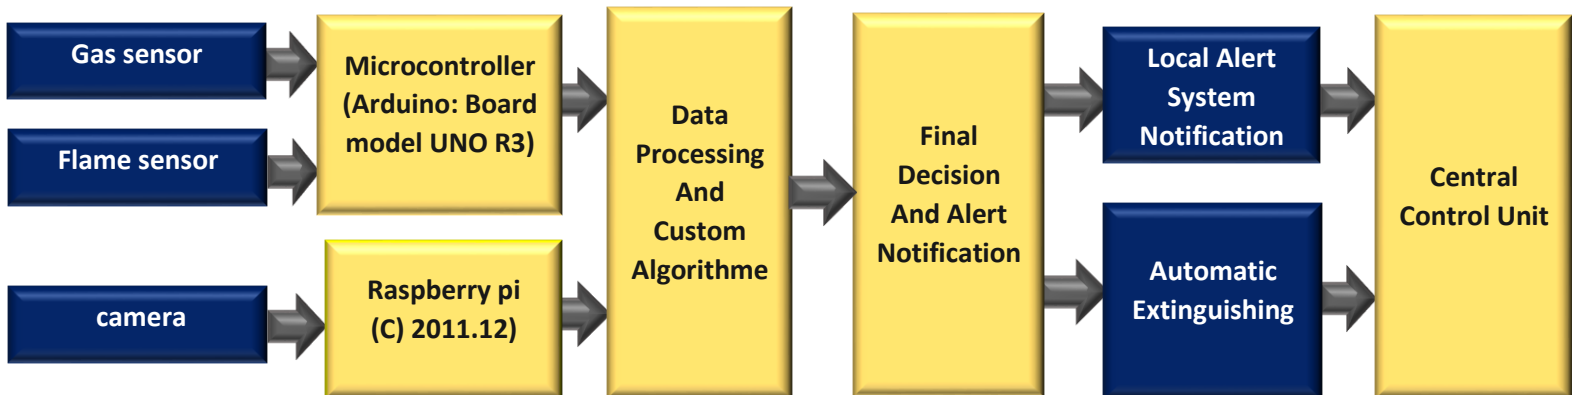 Gas sensor
Flame sensor
camera
Microcontroller
(Arduino: Board
model UNO R3)
Raspberry pi
(C) 2011.12)
Data
Processing
And
Custom
Algorithme
Final
Decision
And Alert
Notification
Local Alert
System
Notification
Automatic
Extinguishing
Central
Control Unit